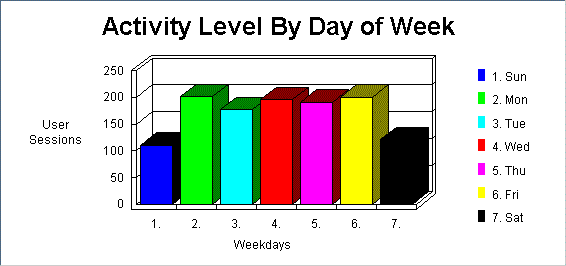 Activity Level By Day of Week
250
200
150
100
50
0
User
Sessions
1. 2. 3. 4. 5. 6. 7.
Weekdays
1. Sun
2. Mon
3. Tue
4. Wed
5. Thu
6. Fri
7. Sat